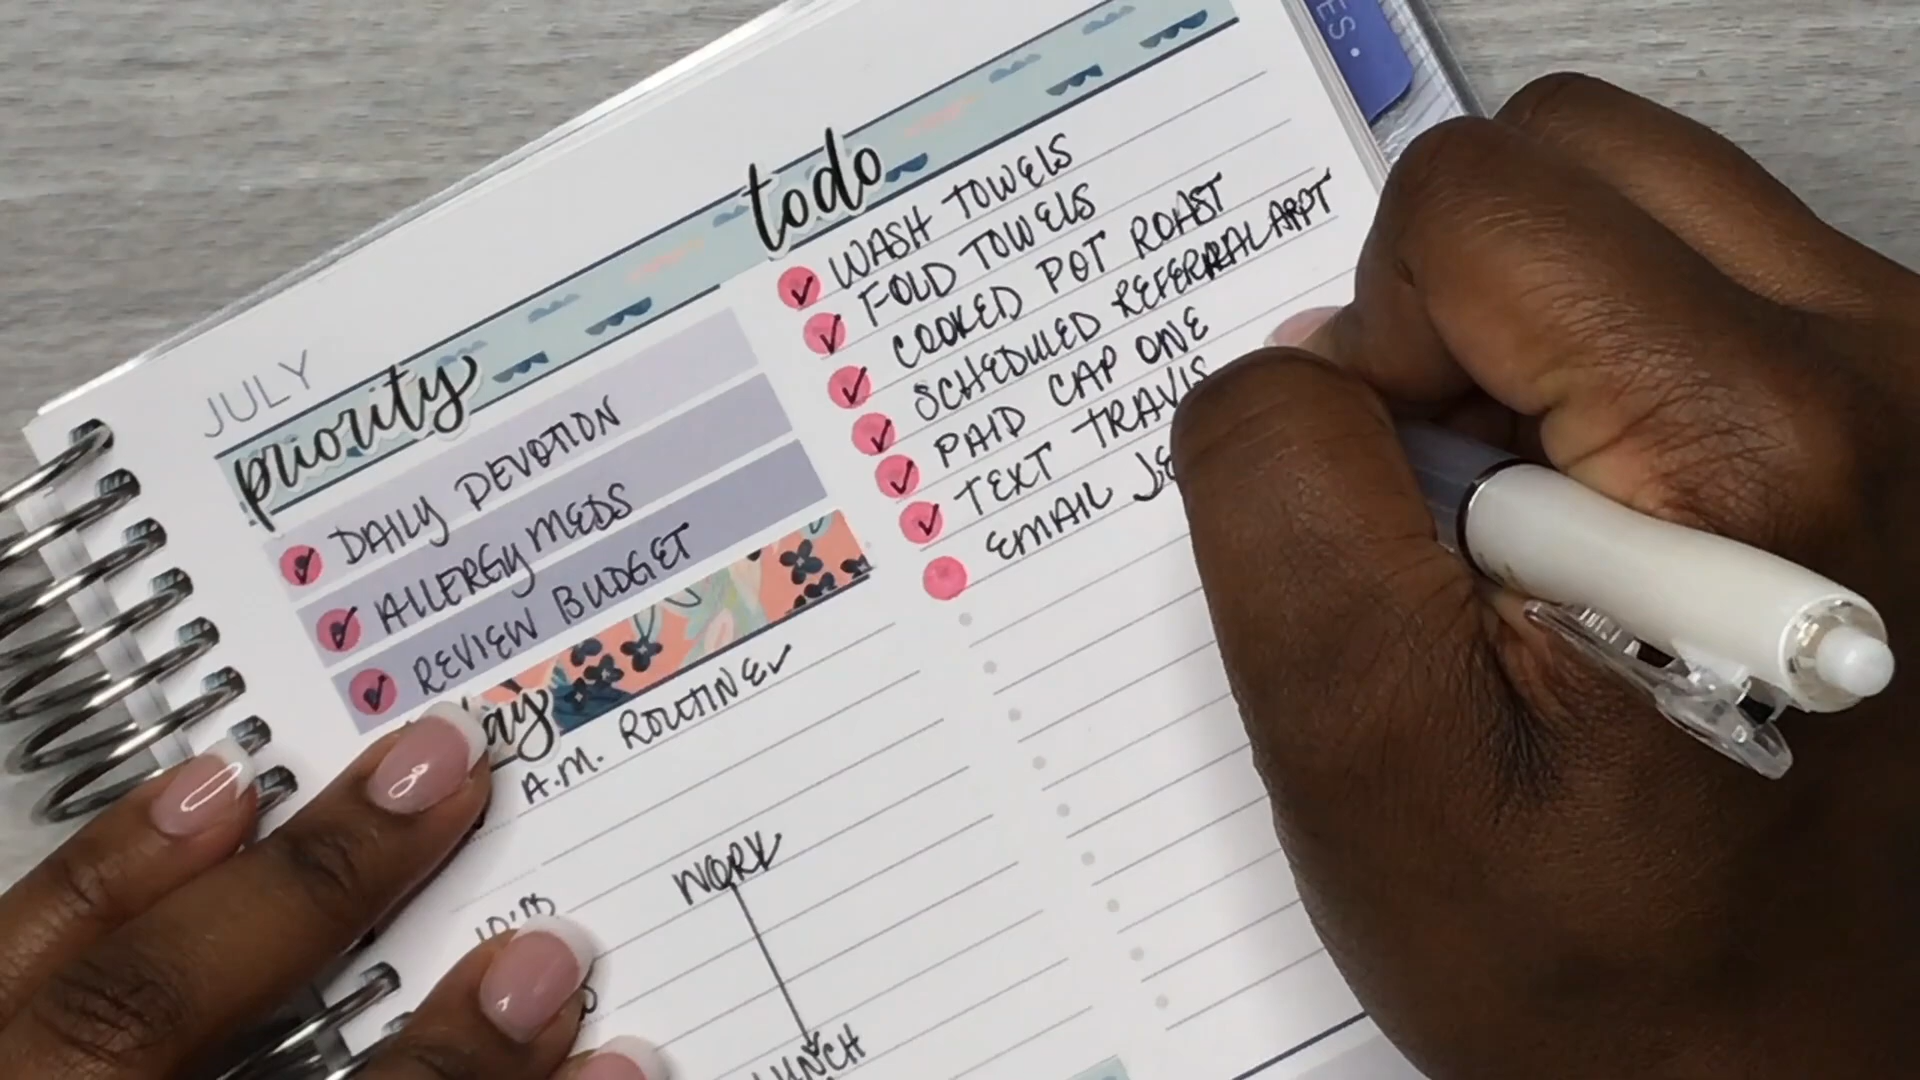 ES •
JULY
priority
DAILY DEVOTION
ALLERGY MEDS
REVIEW BUDGET
A.M. ROUTINE
WORK
todo
WASH TOWELS
FOLD TOWELS
COOKED POT ROAST
SCHEDULED REFERRAL APPT
PAID CAP ONE
TEXT TRAVIS
EMAIL